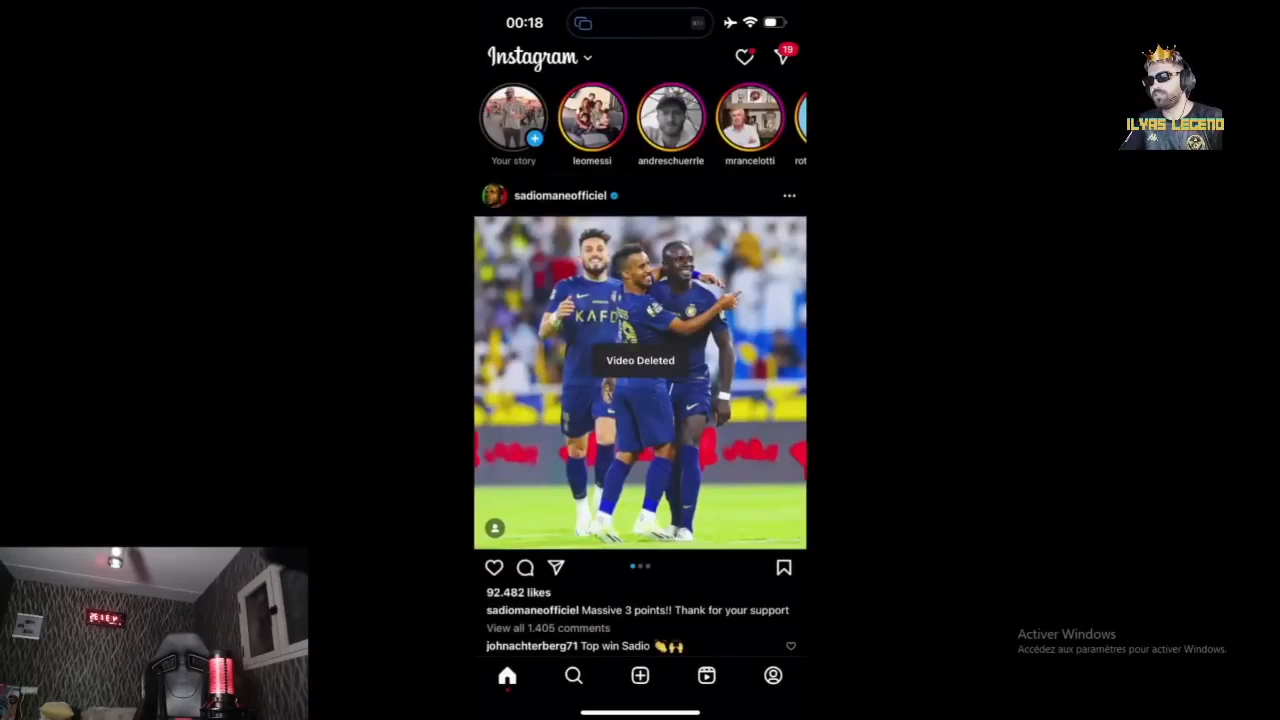 00:18
Instagram
19
Your story
leomessi
andreschuerrle
mrancelotti
rot
ILYAS LEGEND
sadiomaneofficiel
KAFD
Video Deleted
92.482 likes
sadiomaneofficiel Massive 3 points!! Thank for your support
View all 1.405 comments
johnachterberg71 Top win Sadio 👏🙌
Activer Windows
Accédez aux paramètres pour activer Windows.